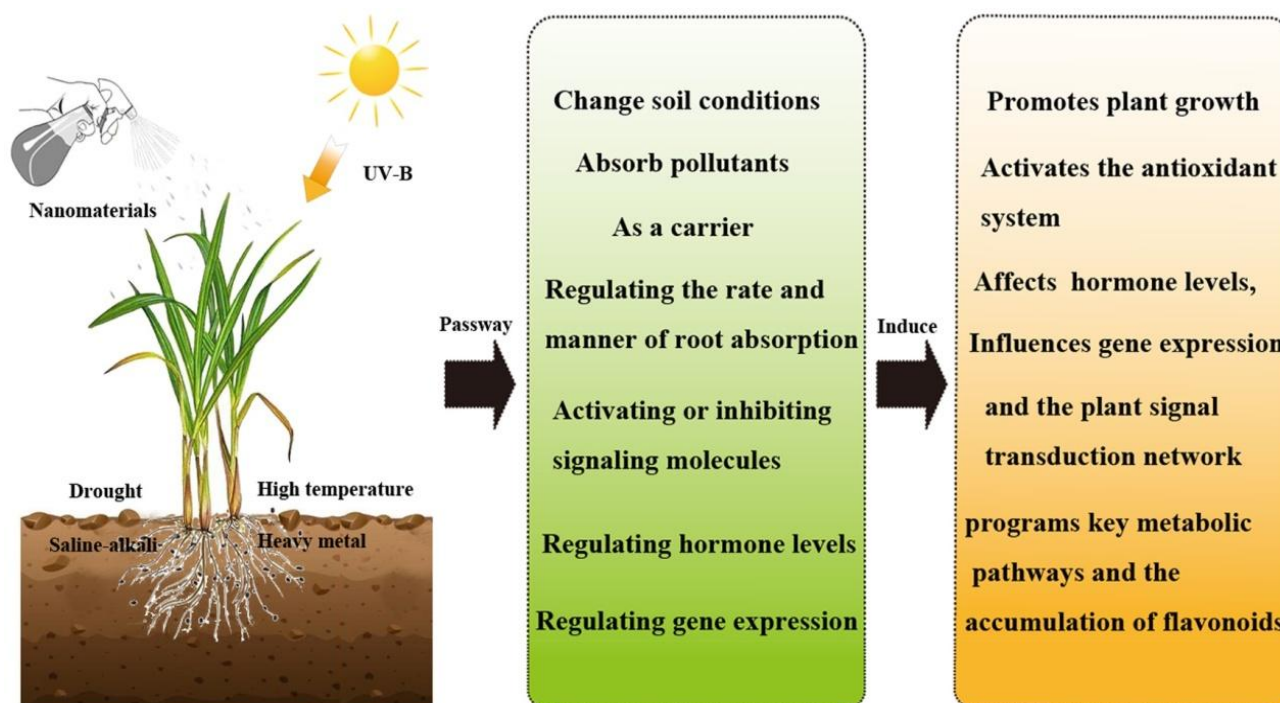 Nanomaterials
UV-B
Drought
High temperature
Saline-alkali
Heavy metal
Passway
Change soil conditions
Absorb pollutants
As a carrier
Regulating the rate and
manner of root absorption
Activating or inhibiting
signaling molecules
Regulating hormone levels
Regulating gene expression
Induce
Promotes plant growth
Activates the antioxidant
system
Affects hormone levels,
Influences gene expression
and the plant signal
transduction network
programs key metabolic
pathways and the
accumulation of flavonoids